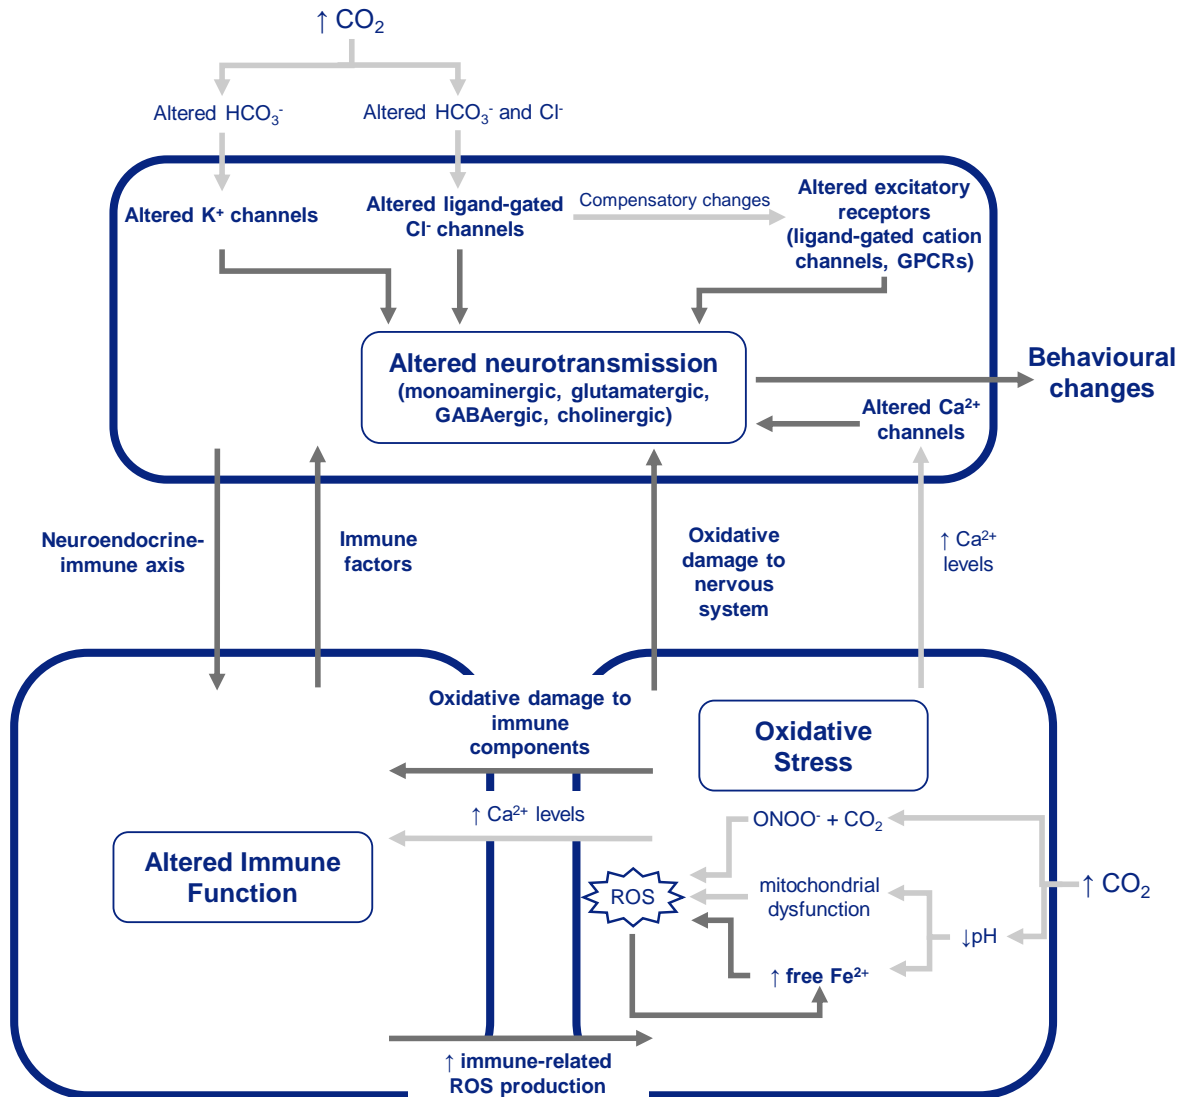 ↑ CO₂
Altered HCO₃⁻
Altered HCO₃⁻ and Cl⁻
Altered K⁺ channels
Altered ligand-gated
Cl⁻ channels
Compensatory changes
Altered excitatory
receptors
(ligand-gated cation
channels, GPCRs)
Altered neurotransmission
(monoaminergic, glutamatergic,
GABAergic, cholinergic)
Behavioural
changes
Altered Ca²⁺
channels
Neuroendocrine-
immune axis
Immune
factors
Oxidative
damage to
nervous
system
↑ Ca²⁺
levels
Oxidative damage to
immune
components
Oxidative
Stress
↑ Ca²⁺ levels
ONOO⁻ + CO₂
Altered Immune
Function
ROS
mitochondrial
dysfunction
↑ CO₂
↓pH
↑ free Fe²⁺
↑ immune-related
ROS production